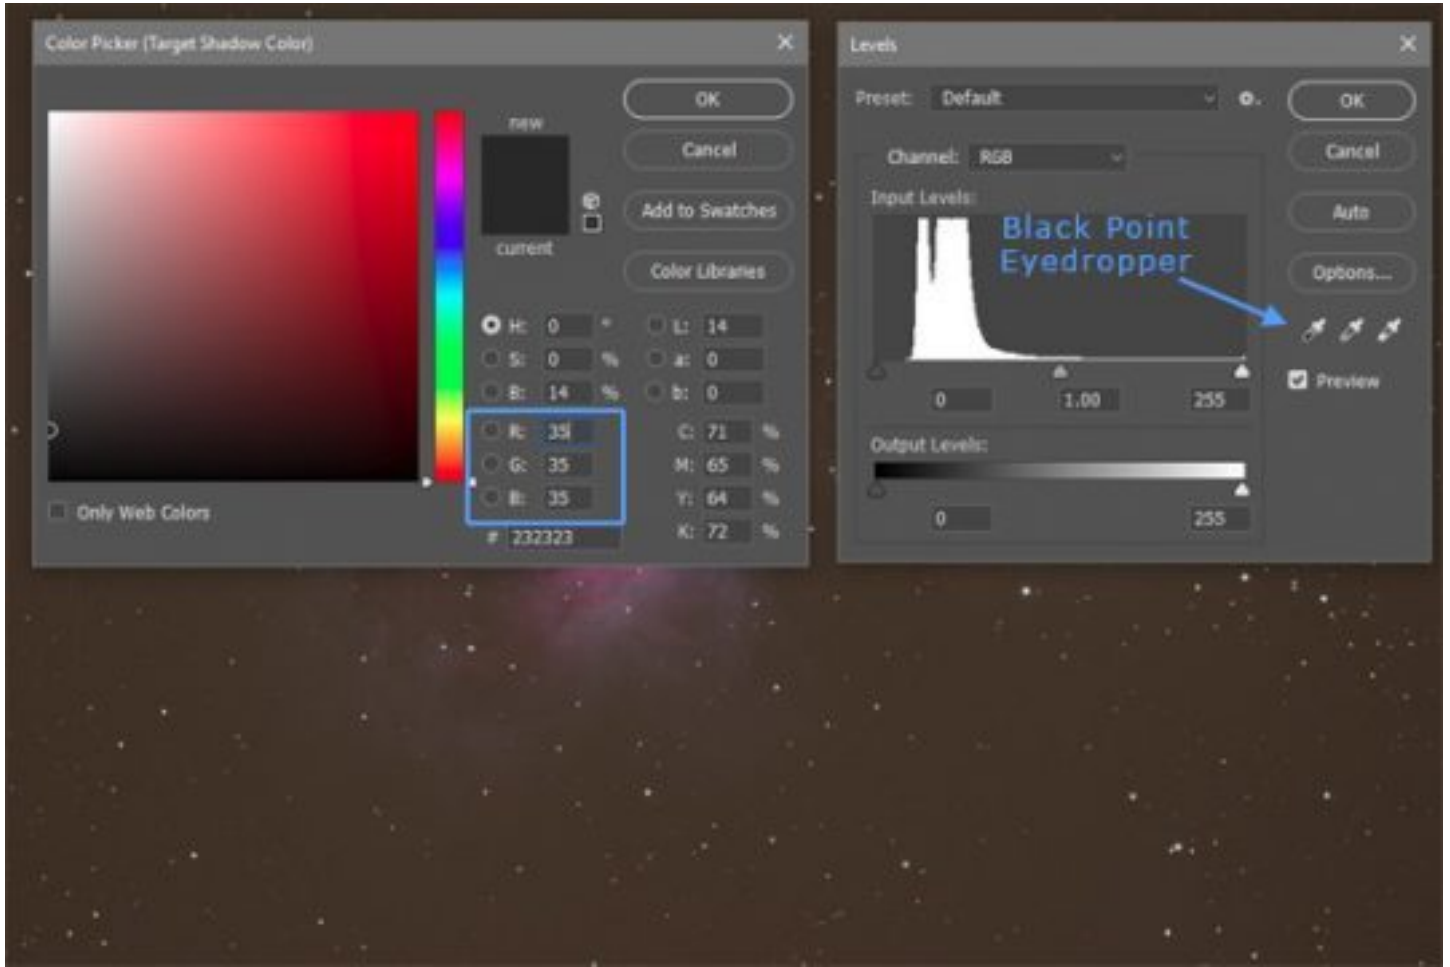 Color Picker (Target Shadow Color)
new
current
OK
Cancel
Add to Swatches
Color Libraries
H: 0 °
S: 0 %
B: 14 %
R: 35
G: 35
B: 35
# 232323
L: 14
a: 0
b: 0
C: 71 %
M: 65 %
Y: 64 %
K: 72 %
Only Web Colors
Levels
Preset: Default
Channel: RGB
Input Levels:
Black Point
Eyedropper
0 1.00 255
Output Levels:
0 255
OK
Cancel
Auto
Options...
Preview